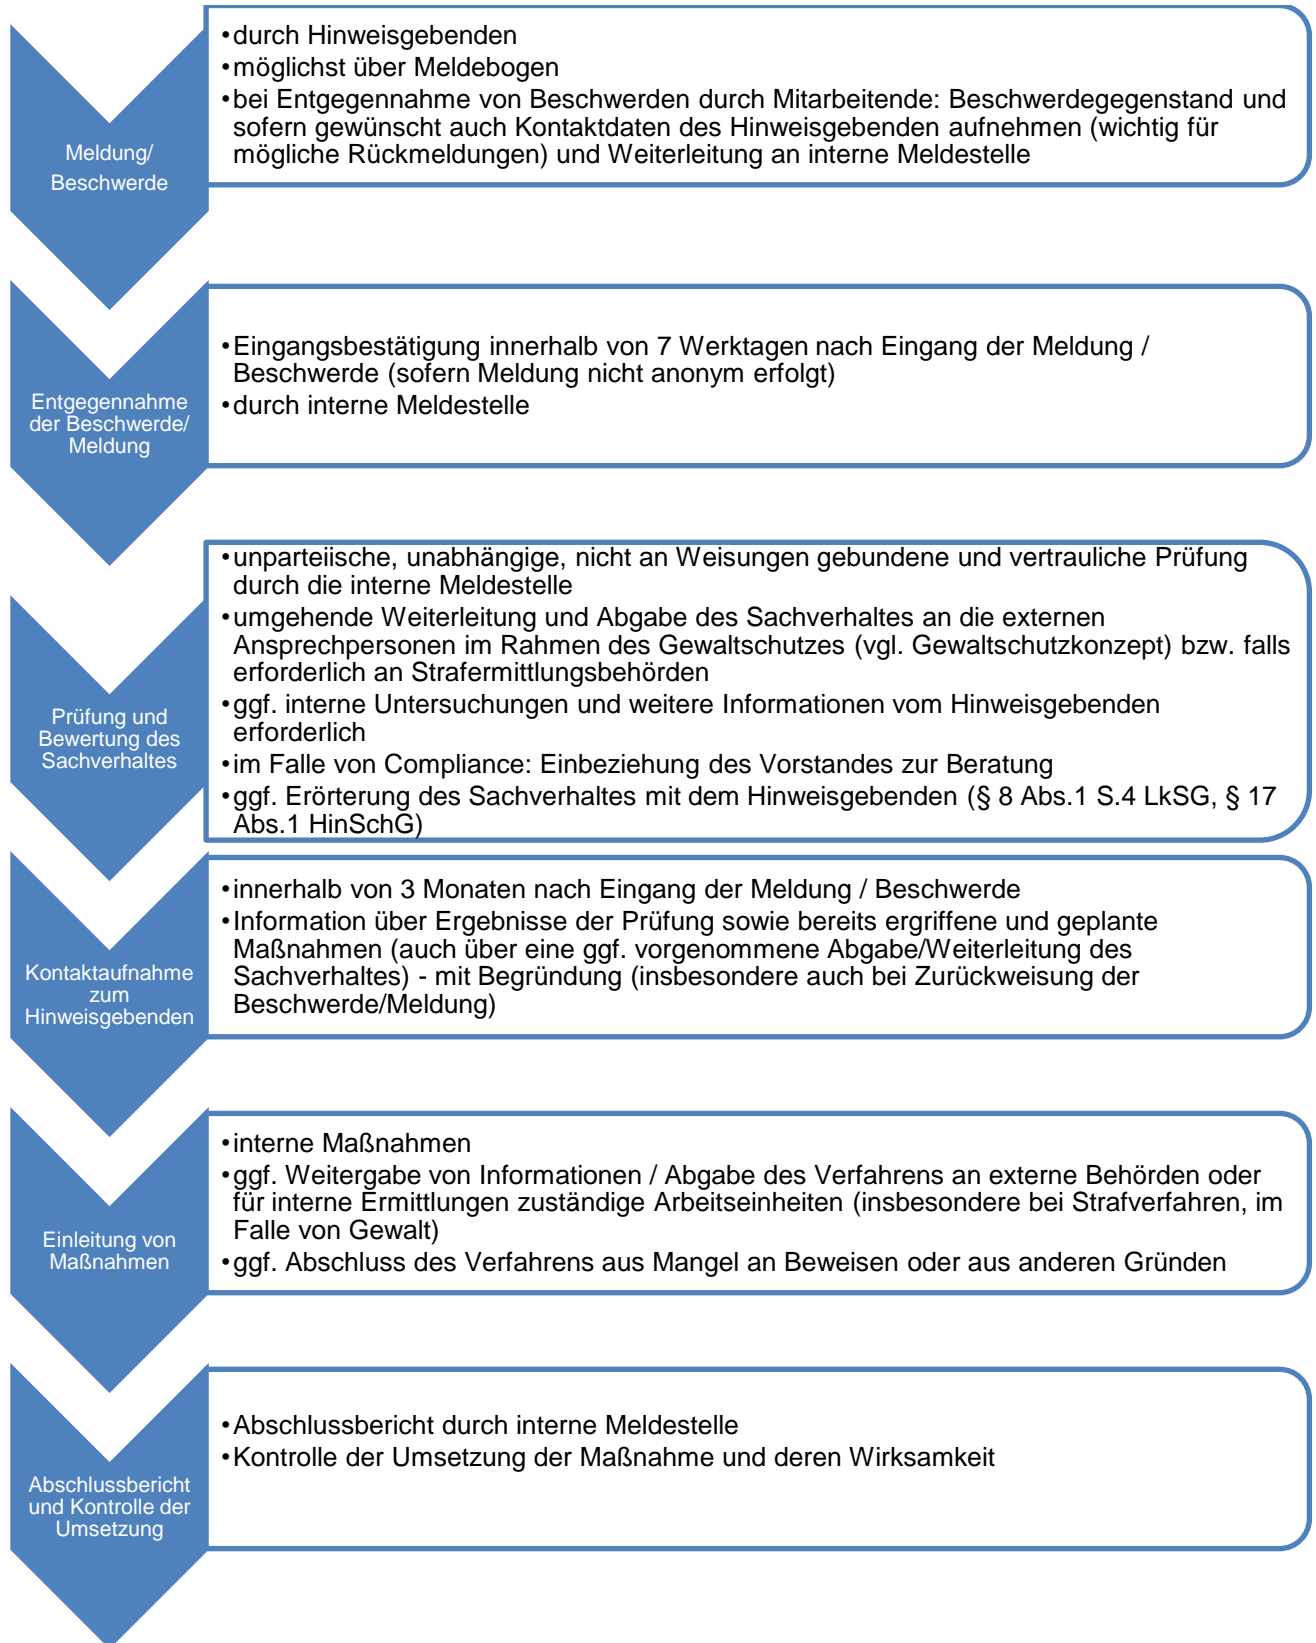 Meldung/
Beschwerde
•durch Hinweisgebenden
•möglichst über Meldebogen
•bei Entgegennahme von Beschwerden durch Mitarbeitende: Beschwerdegegenstand und
sofern gewünscht auch Kontaktdaten des Hinweisgebenden aufnehmen (wichtig für
mögliche Rückmeldungen) und Weiterleitung an interne Meldestelle
Entgegennahme
der Beschwerde/
Meldung
•Eingangsbestätigung innerhalb von 7 Werktagen nach Eingang der Meldung /
Beschwerde (sofern Meldung nicht anonym erfolgt)
•durch interne Meldestelle
Prüfung und
Bewertung des
Sachverhaltes
•unparteiische, unabhängige, nicht an Weisungen gebundene und vertrauliche Prüfung
durch die interne Meldestelle
•umgehende Weiterleitung und Abgabe des Sachverhaltes an die externen
Ansprechpersonen im Rahmen des Gewaltschutzes (vgl. Gewaltschutzkonzept) bzw. falls
erforderlich an Strafermittlungsbehörden
•ggf. interne Untersuchungen und weitere Informationen vom Hinweisgebenden
erforderlich
•im Falle von Compliance: Einbeziehung des Vorstandes zur Beratung
•ggf. Erörterung des Sachverhaltes mit dem Hinweisgebenden (§ 8 Abs.1 S.4 LkSG, § 17
Abs.1 HinSchG)
Kontaktaufnahme
zum
Hinweisgebenden
•innerhalb von 3 Monaten nach Eingang der Meldung / Beschwerde
•Information über Ergebnisse der Prüfung sowie bereits ergriffene und geplante
Maßnahmen (auch über eine ggf. vorgenommene Abgabe/Weiterleitung des
Sachverhaltes) - mit Begründung (insbesondere auch bei Zurückweisung der
Beschwerde/Meldung)
Einleitung von
Maßnahmen
•interne Maßnahmen
•ggf. Weitergabe von Informationen / Abgabe des Verfahrens an externe Behörden oder
für interne Ermittlungen zuständige Arbeitseinheiten (insbesondere bei Strafverfahren, im
Falle von Gewalt)
•ggf. Abschluss des Verfahrens aus Mangel an Beweisen oder aus anderen Gründen
Abschlussbericht
und Kontrolle der
Umsetzung
•Abschlussbericht durch interne Meldestelle
•Kontrolle der Umsetzung der Maßnahme und deren Wirksamkeit